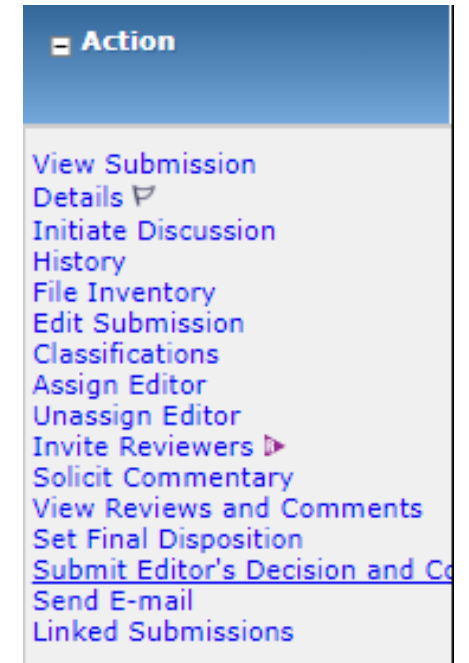 Action
View Submission
Details
Initiate Discussion
History
File Inventory
Edit Submission
Classifications
Assign Editor
Unassign Editor
Invite Reviewers
Solicit Commentary
View Reviews and Comments
Set Final Disposition
Submit Editor's Decision and
Send E-mail
Linked Submissions